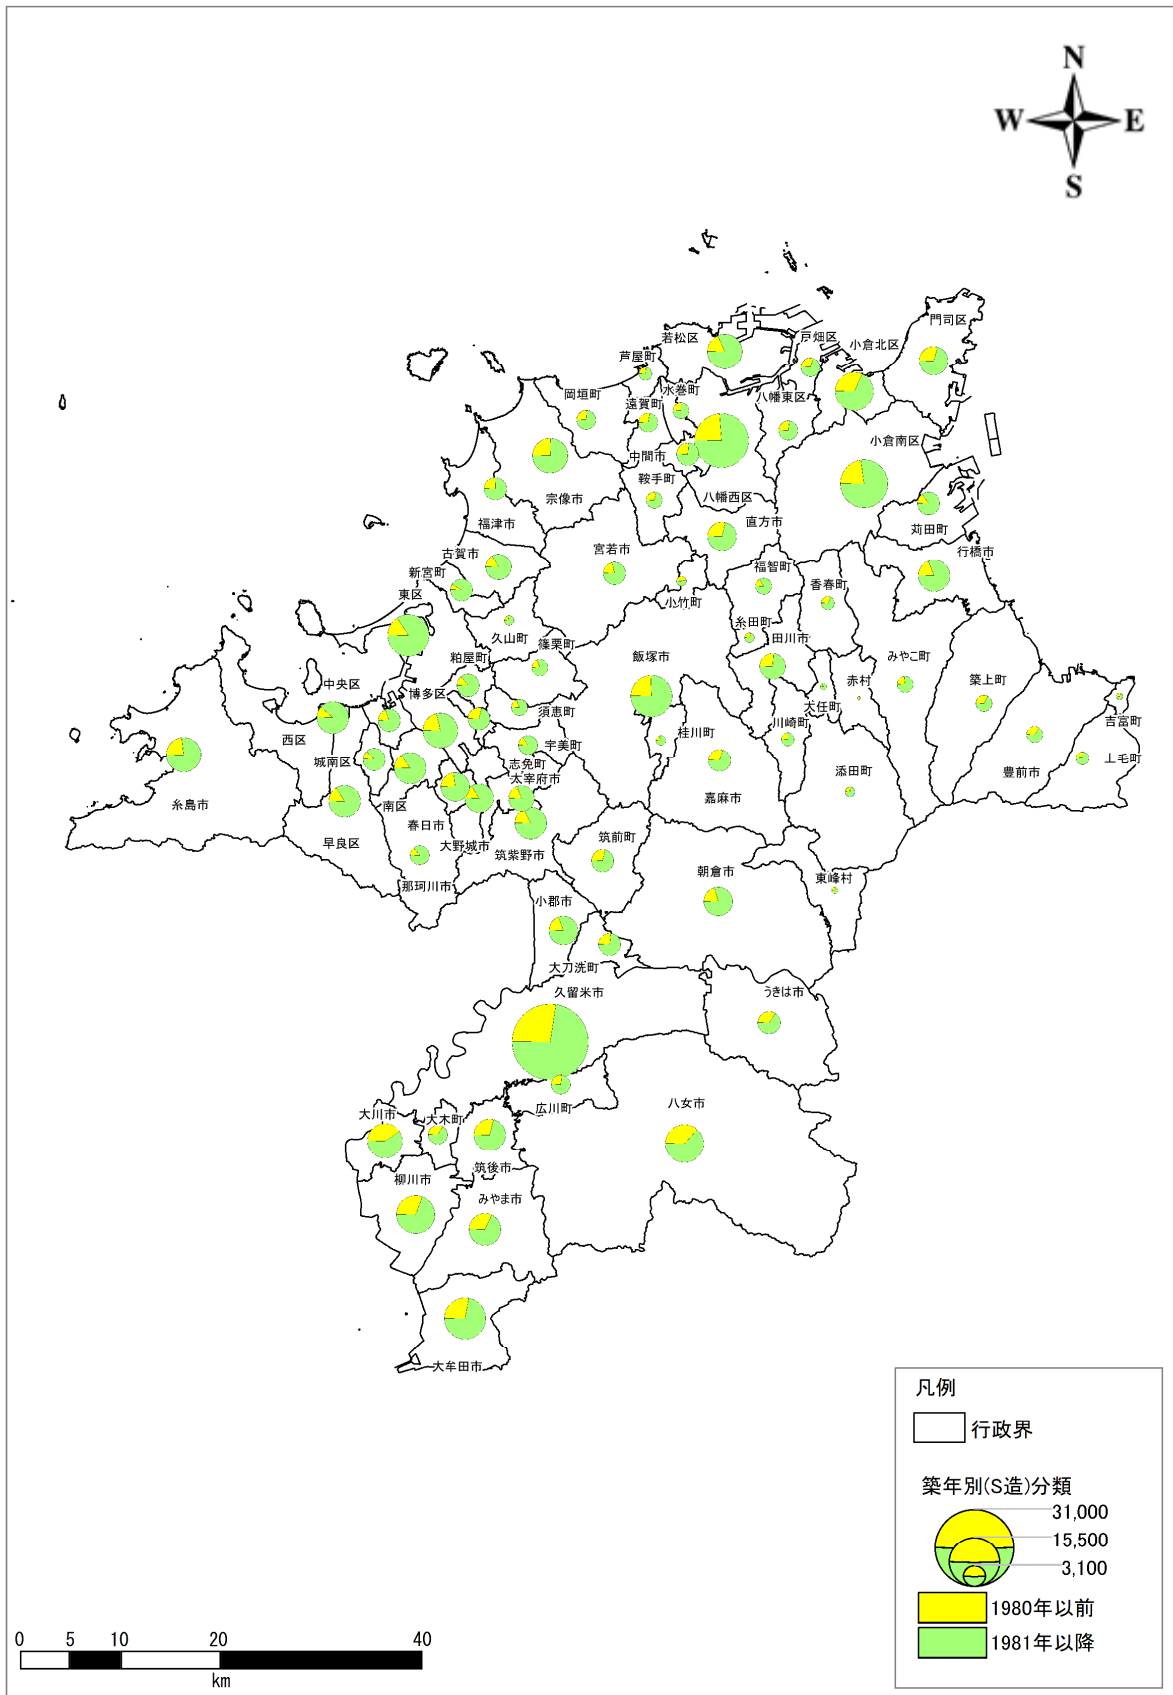 N
W
E
S
門司区
若松区
戸畑区
小倉北区
芦屋町
岡垣町
遠賀町
水巻町
八幡東区
小倉南区
中間市
鞍手町
八幡西区
宗像市
福津市
直方市
苅田町
行橋市
古賀市
宮若市
新宮町
福智町
香春町
東区
小竹町
久山町
糸田町
田川市
篠栗町
飯塚市
みやこ町
粕屋町
築上町
中央区
博多区
赤村
大任町
須恵町
吉富町
西区
川崎町
桂川町
宇美町
上毛町
城南区
志免町
太宰府市
添田町
豊前市
糸島市
南区
嘉麻市
春日市
早良区
大野城市
筑紫野市
筑前町
朝倉市
東峰村
那珂川市
小郡市
大刀洗町
久留米市
うきは市
広川町
八女市
大川市
大木町
筑後市
柳川市
みやま市
大牟田市
凡例
行政界
築年別(S造)分類
31,000
15,500
3,100
1980年以前
1981年以降
0 5 10 20 40
km